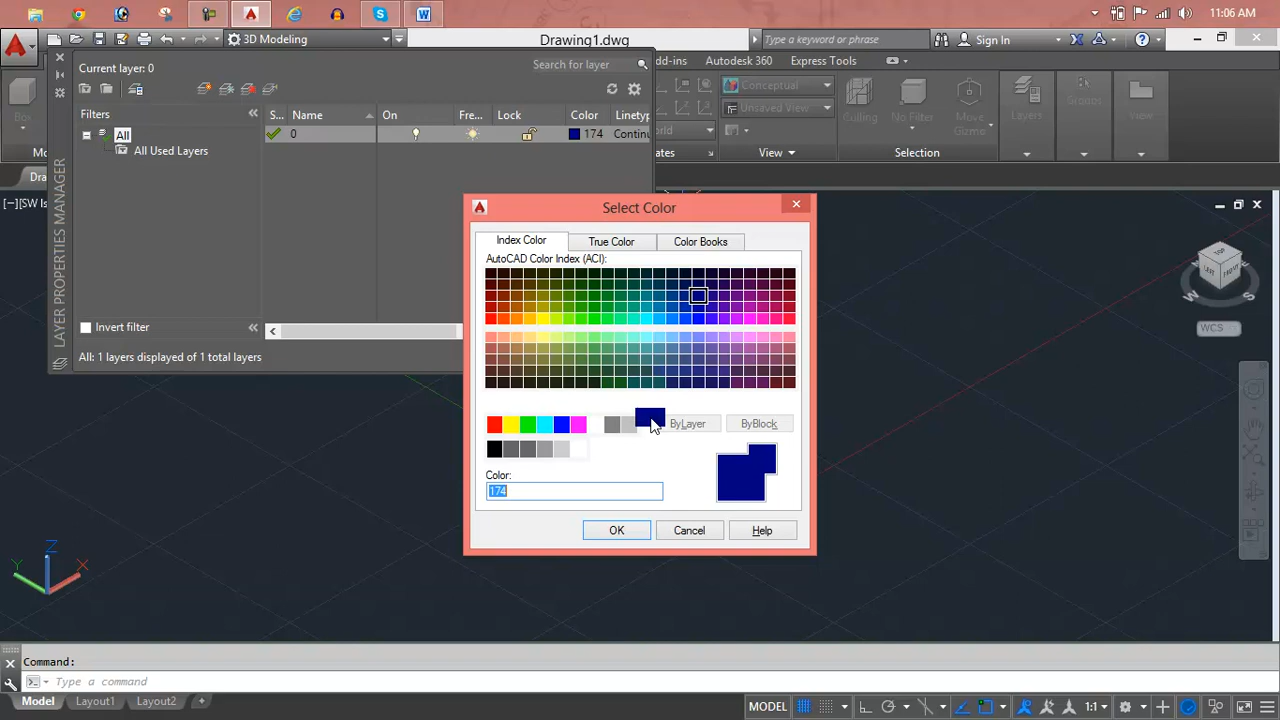 11:06 AM
3D Modeling
Drawing1.dwg
Type a keyword or phrase
Sign In
Current layer: 0
Search for layer
dd-ins
Autodesk 360
Express Tools
Filters
S...
Name
On
Fre...
Lock
Color
Linetyp
Conceptual
Unsaved View
Culling
No Filter
Move
Gizmo
Layers
Groups
View
All
0
174
Continu
All Used Layers
orld
ates
View
Selection
Dra
[−][SW Is
Select Color
Index Color
True Color
Color Books
AutoCAD Color Index (ACI):
TOP
LEFT
FRONT
W
S
WCS
LAYER PROPERTIES MANAGER
Invert filter
All: 1 layers displayed of 1 total layers
ByLayer
ByBlock
Color:
174
OK
Cancel
Help
Z
Y
X
Command:
Type a command
Model
Layout1
Layout2
MODEL
1:1